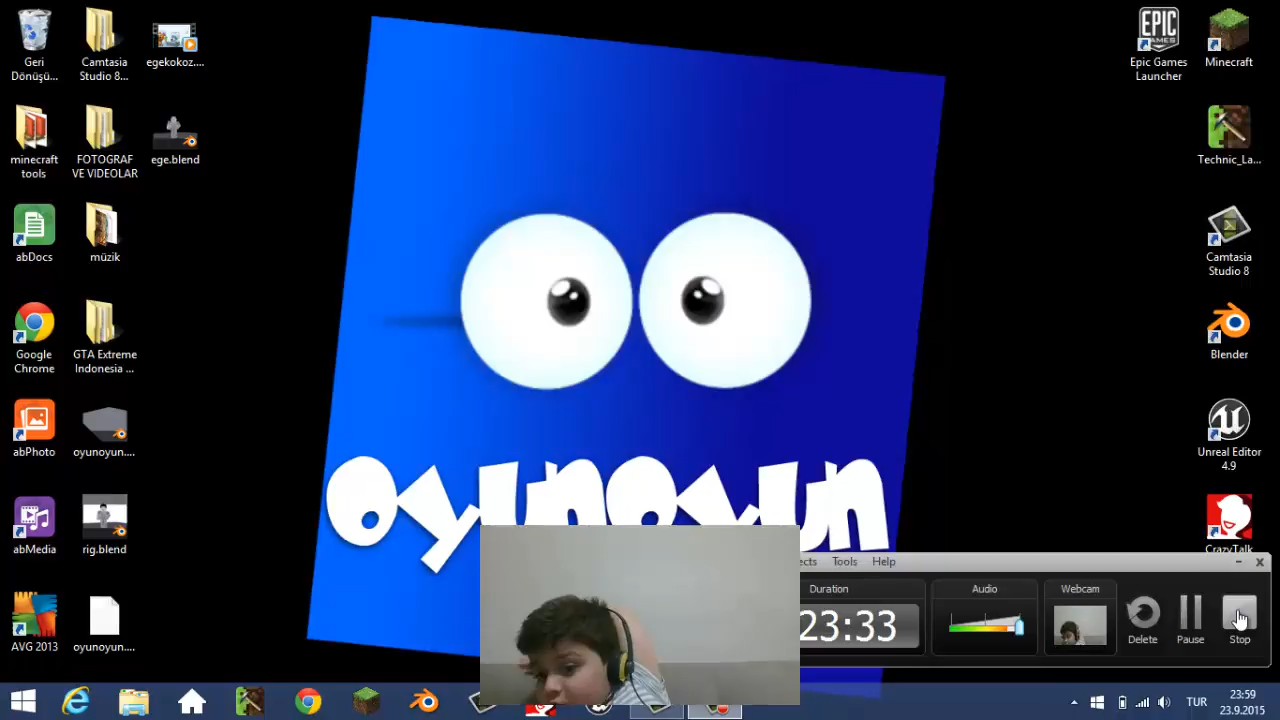 Geri
Dönüşü...
Camtasia
Studio 8...
egekokoz....
Epic Games
Launcher
Minecraft
EPIC
GAMES
minecraft
tools
FOTOGRAF
VE VIDEOLAR
ege.blend
Technic_La...
abDocs
müzik
Camtasia
Studio 8
Google
Chrome
GTA Extreme
Indonesia ...
Blender
abPhoto
oyunoyun....
Unreal Editor
4.9
OyunOyun
abMedia
rig.blend
CrazyTalk
Tools
Help
Duration
Audio
Webcam
23:33
Delete
Pause
Stop
AVG 2013
oyunoyun....
TUR
23:59
23.9.2015